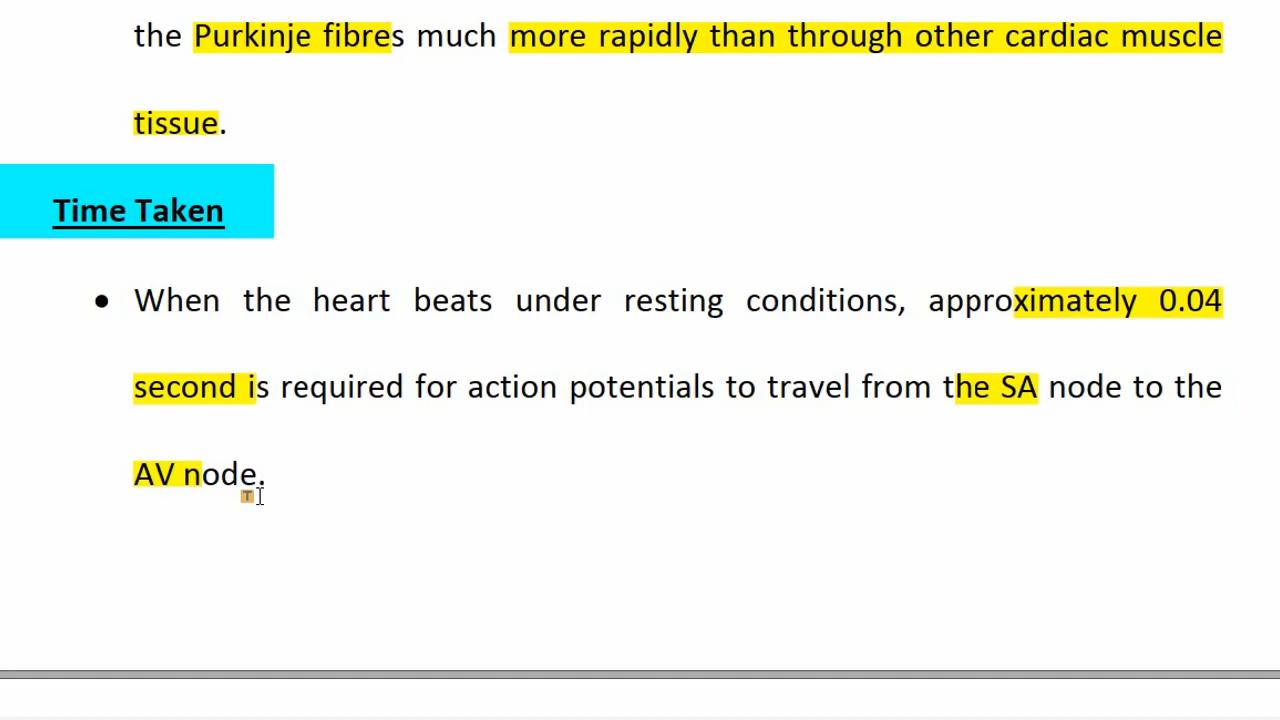 the Purkinje fibres much more rapidly than through other cardiac muscle
tissue.
Time Taken
• When the heart beats under resting conditions, approximately 0.04
second is required for action potentials to travel from the SA node to the
AV node.
T